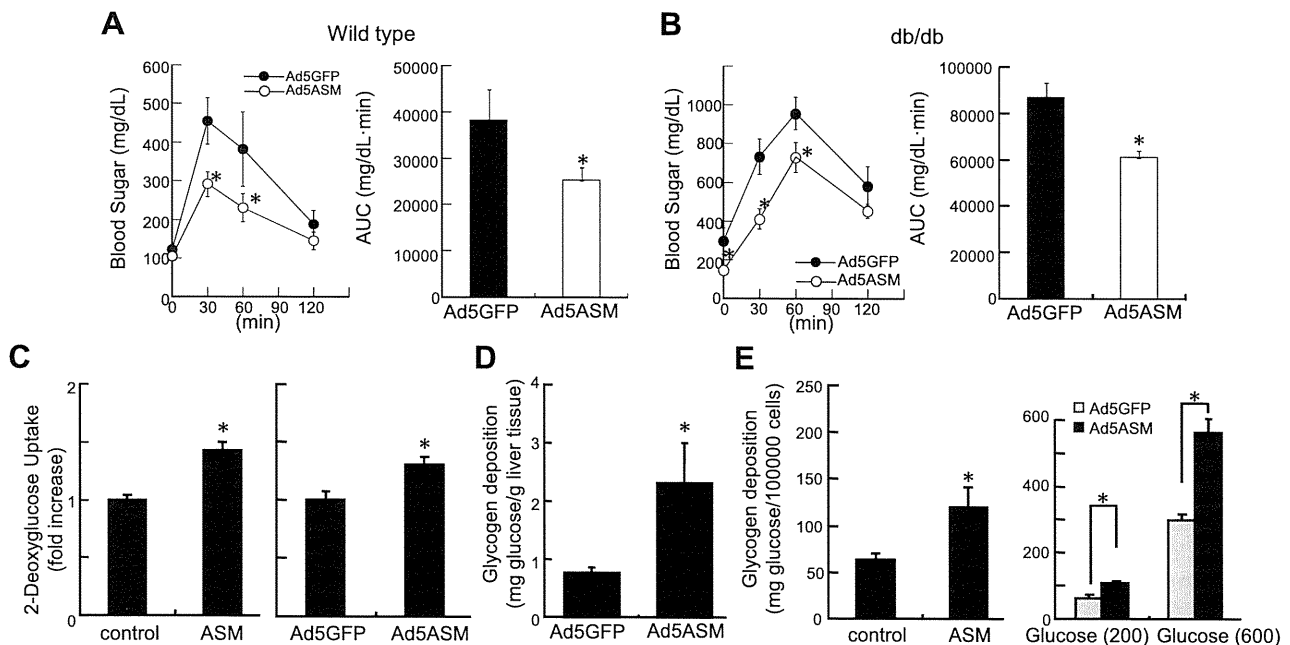 A
Wild type
Blood Sugar (mg/dL)
600
500
400
300
200
100
0
0 30 60 90 120
(min)
Ad5GFP
Ad5ASM
*
*
AUC (mg/dL·min)
50000
40000
30000
20000
10000
0
*
Ad5GFP Ad5ASM
B
db/db
Blood Sugar (mg/dL)
1000
800
600
400
200
0
0 30 60 90 120
(min)
*
*
*
Ad5GFP
Ad5ASM
AUC (mg/dL·min)
100000
80000
60000
40000
20000
0
*
Ad5GFP Ad5ASM
C
2-Deoxyglucose Uptake
(fold increase)
2
1
0
*
control ASM
*
Ad5GFP Ad5ASM
D
Glycogen deposition
(mg glucose/g liver tissue)
4
3
2
1
0
*
Ad5GFP Ad5ASM
E
Glycogen deposition
(mg glucose/100000 cells)
250
200
150
100
50
0
*
control ASM
600
400
200
0
Ad5GFP
Ad5ASM
*
*
Glucose (200) Glucose (600)